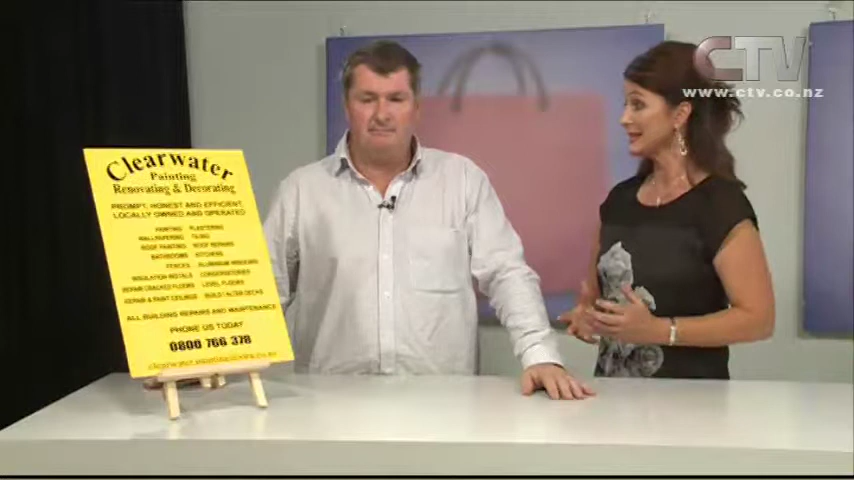 CTV
www.ctv.co.nz
Clearwater
Painting
Renovating & Decorating
PROMPT, HONEST AND EFFICIENT.
LOCALLY OWNED AND OPERATED
PAINTING PLASTERING
WALLPAPERING TILING
ROOF PAINTING ROOF REPAIRS
BATHROOMS KITCHENS
FENCES
INSULATION INSTALLS CONSERVATORIES
REPAIR CRACKED FLOORS LEVEL FLOORS
REPAIR & PAINT CEILINGS BUILD / ALTER DECKS
ALL BUILDING REPAIRS AND MAINTENANCE
PHONE US TODAY
0800 766 378